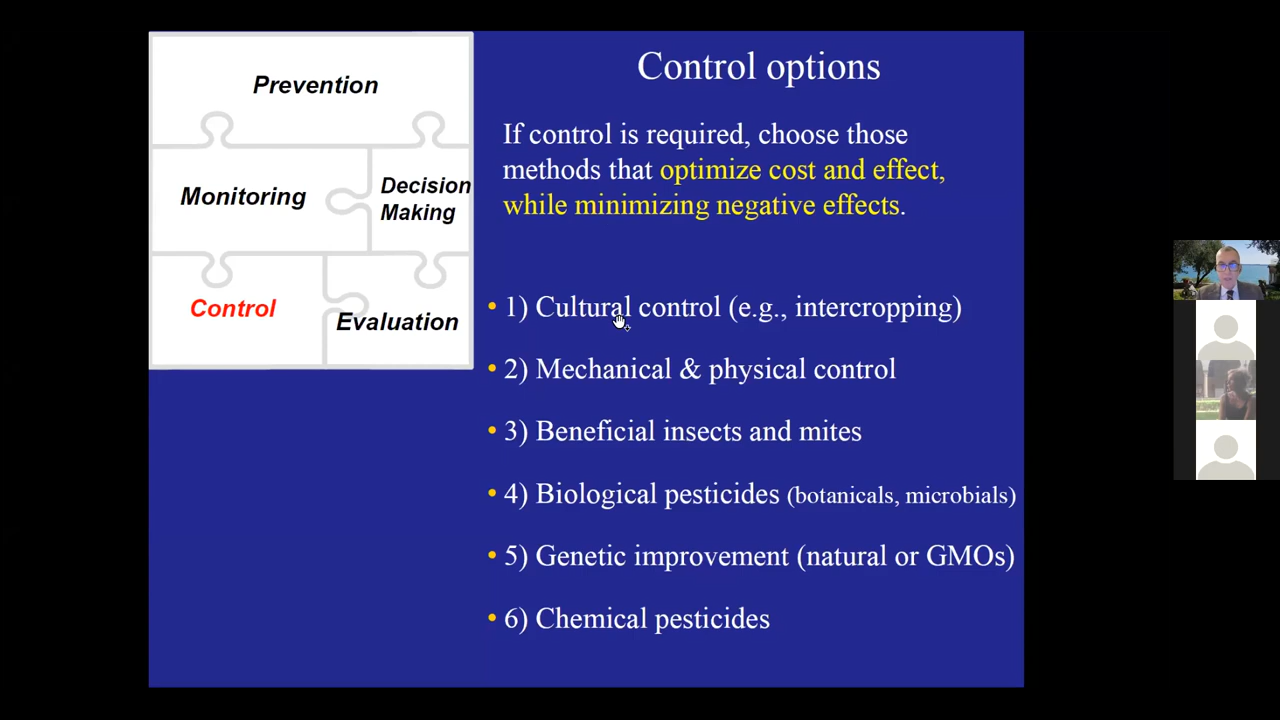 Prevention
Monitoring
Decision
Making
Control
Evaluation
Control options
If control is required, choose those
methods that optimize cost and effect,
while minimizing negative effects.
• 1) Cultural control (e.g., intercropping)
• 2) Mechanical & physical control
• 3) Beneficial insects and mites
• 4) Biological pesticides (botanicals, microbials)
• 5) Genetic improvement (natural or GMOs)
• 6) Chemical pesticides